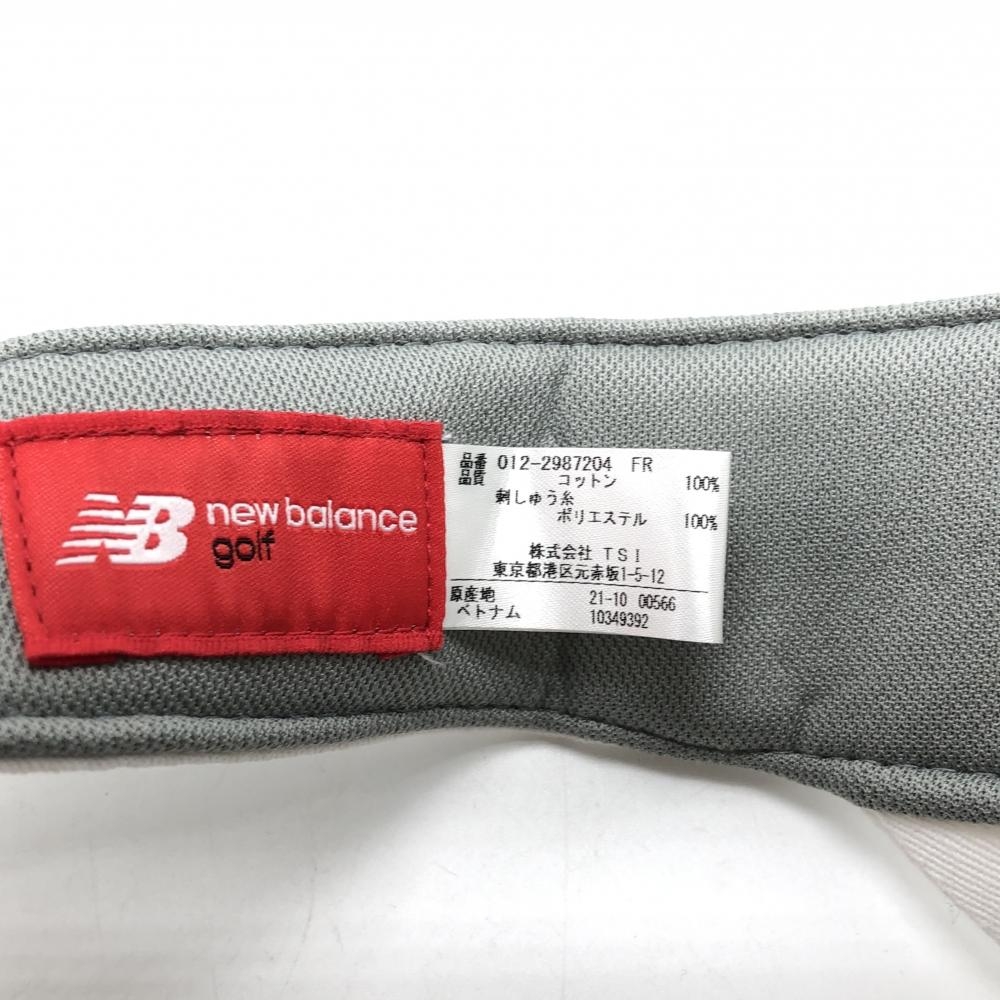 NB new balance
golf
品番 012-2987204 FR
品質 コットン 100%
刺しゅう糸
ポリエステル 100%
株式会社 TSI
東京都港区元赤坂1-5-12
原産地 21-10 00566
ベトナム 10349392